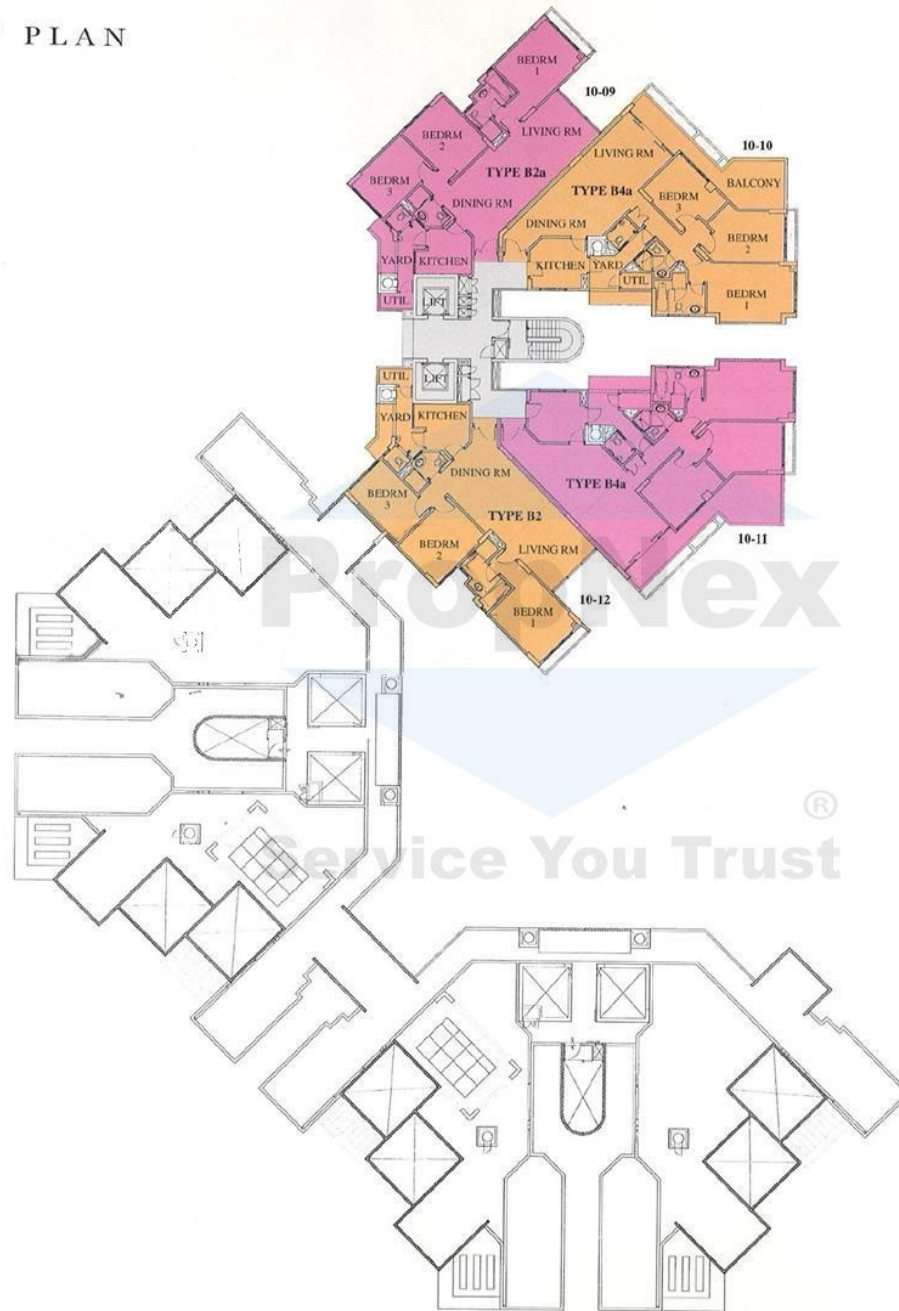 PLAN
BEDRM
1
10-09
BEDRM
2
LIVING RM
TYPE B2a
BEDRM
3
DINING RM
YARD
KITCHEN
UTIL
LIFT
10-10
LIVING RM
BALCONY
TYPE B4a
BEDRM
3
DINING RM
BEDRM
2
KITCHEN
YARD
UTIL
BEDRM
1
LIFT
UTIL
YARD
KITCHEN
DINING RM
BEDRM
3
TYPE B2
BEDRM
2
LIVING RM
10-12
BEDRM
1
TYPE B4a
10-11
PropNex
®
Service You Trust